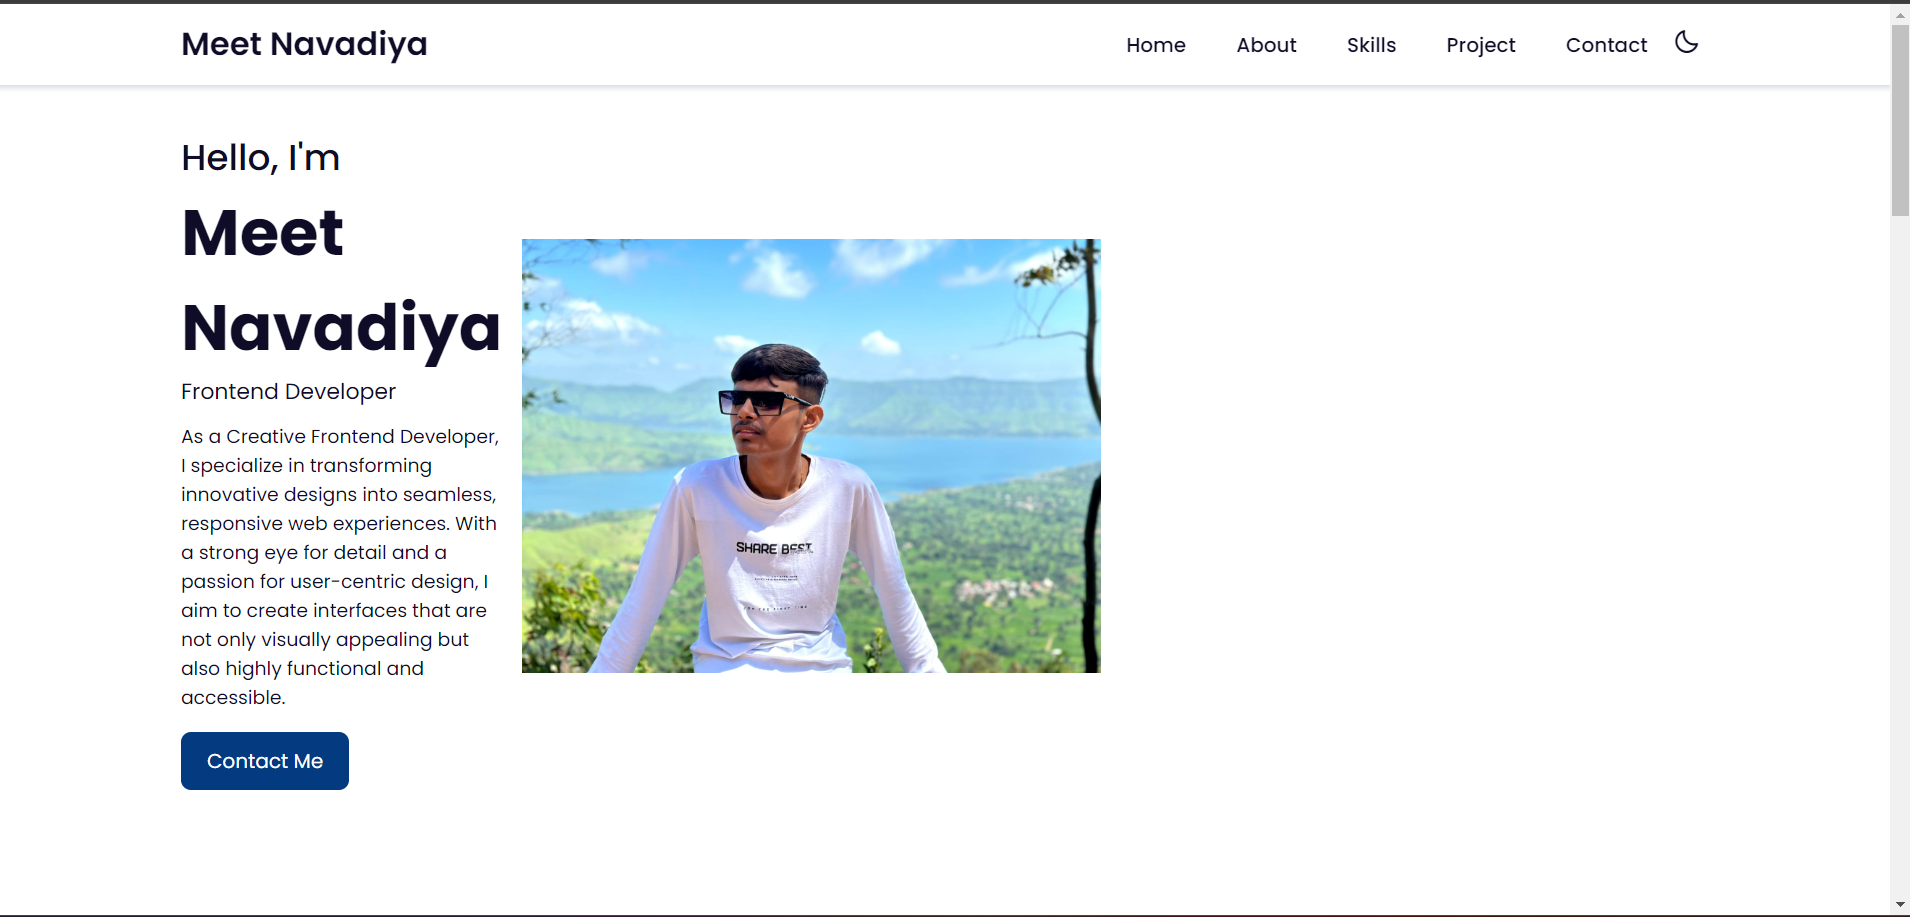 Meet Navadiya
Home About Skills Project Contact
Hello, I'm
Meet
Navadiya
Frontend Developer
As a Creative Frontend Developer,
I specialize in transforming
innovative designs into seamless,
responsive web experiences. With
a strong eye for detail and a
passion for user-centric design, I
aim to create interfaces that are
not only visually appealing but
also highly functional and
accessible.
Contact Me
SHARE BEST